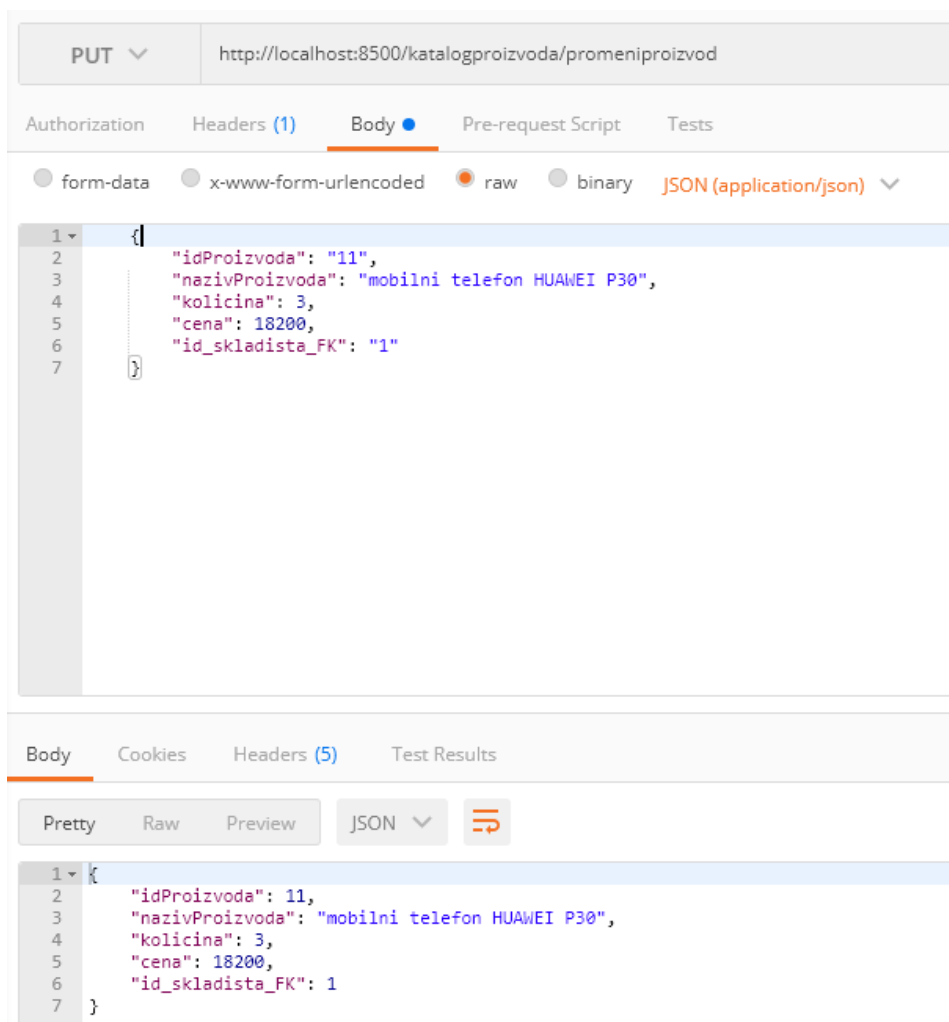 PUT http://localhost:8500/katalogproizvoda/promeniproizvod
Authorization Headers (1) Body Pre-request Script Tests
form-data x-www-form-urlencoded raw binary JSON (application/json)
1 {
2 "idProizvoda": "11",
3 "nazivProizvoda": "mobilni telefon HUAWEI P30",
4 "kolicina": 3,
5 "cena": 18200,
6 "id_skladista_FK": "1"
7 }
Body Cookies Headers (5) Test Results
Pretty Raw Preview JSON
1 {
2 "idProizvoda": 11,
3 "nazivProizvoda": "mobilni telefon HUAWEI P30",
4 "kolicina": 3,
5 "cena": 18200,
6 "id_skladista_FK": 1
7 }